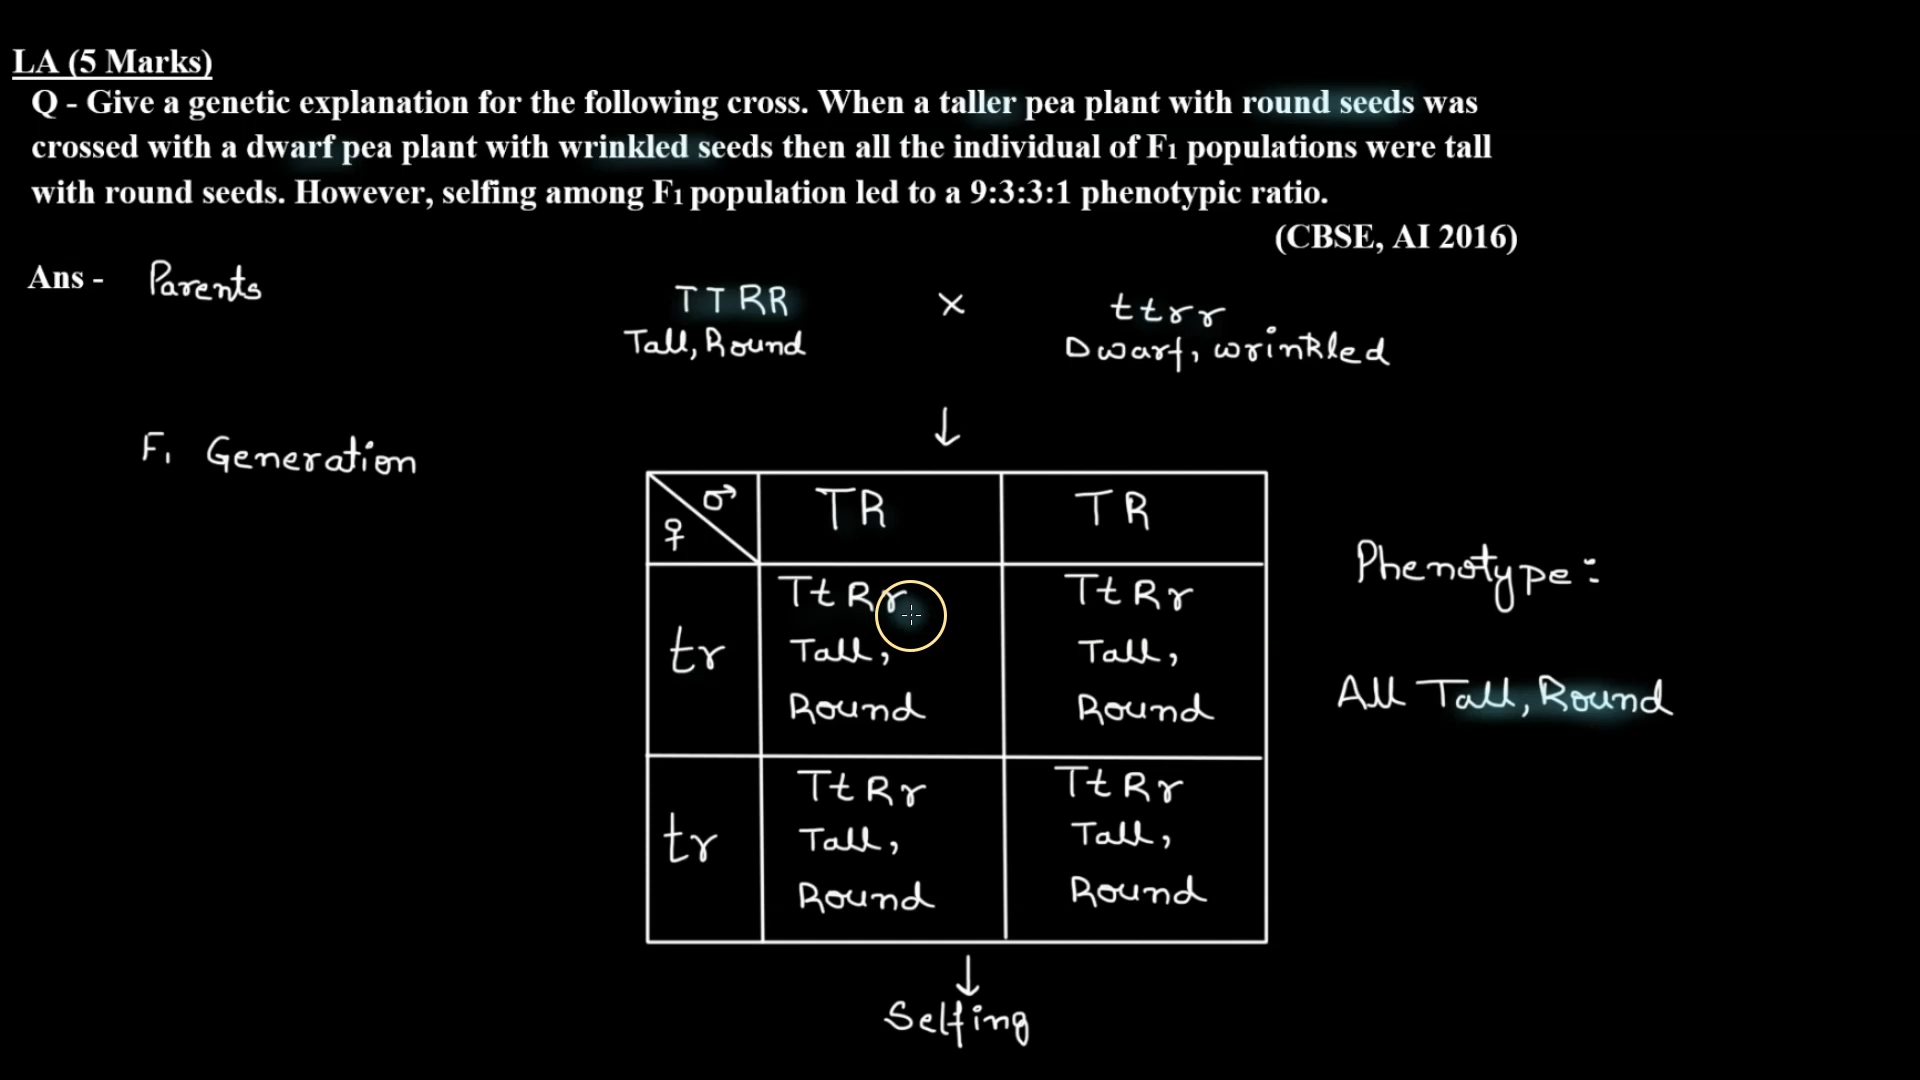 LA (5 Marks)
Q - Give a genetic explanation for the following cross. When a taller pea plant with round seeds was
crossed with a dwarf pea plant with wrinkled seeds then all the individual of F₁ populations were tall
with round seeds. However, selfing among F₁ population led to a 9:3:3:1 phenotypic ratio.
(CBSE, AI 2016)
Ans - Parents
TTRR × ttrr
Tall, Round Dwarf, wrinkled
↓
F₁ Generation
♀ ♂ TR TR
tr
TtRr TtRr
Tall, Tall,
Round Round
tr
TtRr TtRr
Tall, Tall,
Round Round
Phenotype:
All Tall, Round
↓
Selfing